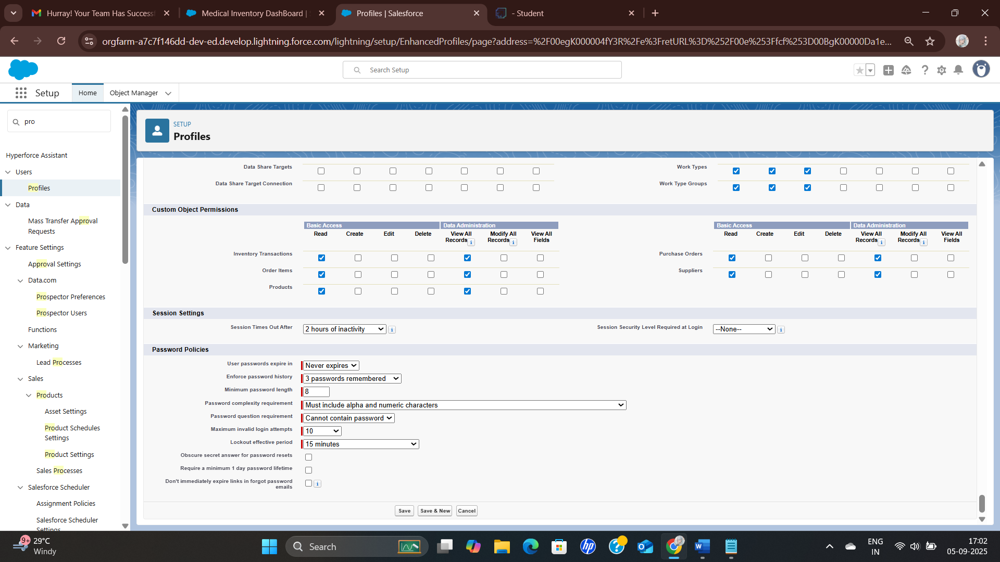 Hurray! Your Team Has Success
Medical Inventory DashBoard |
Profiles | Salesforce
- Student
orgfarm-a7c7f146dd-dev-ed.develop.lightning.force.com/lightning/setup/EnhancedProfiles/page?address=%2F00egK000004fY3R%2Fe%3FretURL%3D%252F00e%253Ffcf%253D00BgK00000Da1e...
Search Setup
Setup
Home
Object Manager
pro
Hyperforce Assistant
Users
Profiles
Data
Mass Transfer Approval
Requests
Feature Settings
Approval Settings
Data.com
Prospector Preferences
Prospector Users
Functions
Marketing
Lead Processes
Sales
Products
Asset Settings
Product Schedules
Settings
Product Settings
Sales Processes
Salesforce Scheduler
Assignment Policies
Salesforce Scheduler
Settings
SETUP
Profiles
Data Share Targets
Work Types
Data Share Target Connection
Work Type Groups
Custom Object Permissions
Basic Access Data Administration
Read Create Edit Delete View All Records Modify All Records View All Fields
Basic Access Data Administration
Read Create Edit Delete View All Records Modify All Records View All Fields
Inventory Transactions
Purchase Orders
Order Items
Suppliers
Products
Session Settings
Session Times Out After 2 hours of inactivity
Session Security Level Required at Login --None--
Password Policies
User passwords expire in Never expires
Enforce password history 3 passwords remembered
Minimum password length 8
Password complexity requirement Must include alpha and numeric characters
Password question requirement Cannot contain password
Maximum invalid login attempts 10
Lockout effective period 15 minutes
Obscure secret answer for password resets
Require a minimum 1 day password lifetime
Don't immediately expire links in forgot password
emails
Save Save & New Cancel
9+
29°C
Windy
Search
ENG
IN
17:02
05-09-2025